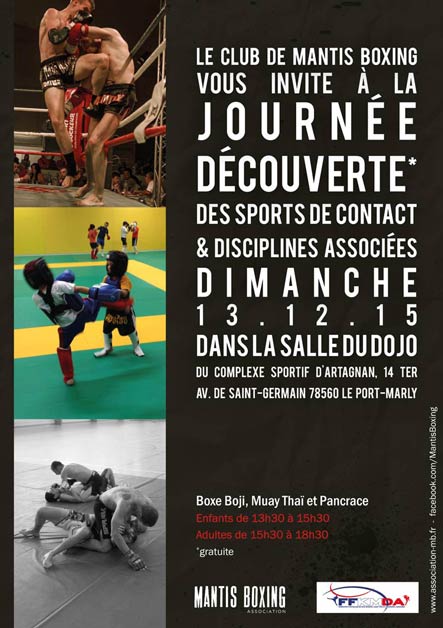 LE CLUB DE MANTIS BOXING
VOUS INVITE À LA
JOURNÉE
DÉCOUVERTE*
DES SPORTS DE CONTACT
& DISCIPLINES ASSOCIÉES
DIMANCHE
13.12.15
DANS LA SALLE DU DOJO
DU COMPLEXE SPORTIF D'ARTAGNAN, 14 TER
AV. DE SAINT-GERMAIN 78560 LE PORT-MARLY
Boxe Boji, Muay Thaï et Pancrace
Enfants de 13h30 à 15h30
Adultes de 15h30 à 18h30
*gratuite
MANTIS BOXING
ASSOCIATION
FFKMDA
www.association-mb.fr - facebook.com/MantisBoxing